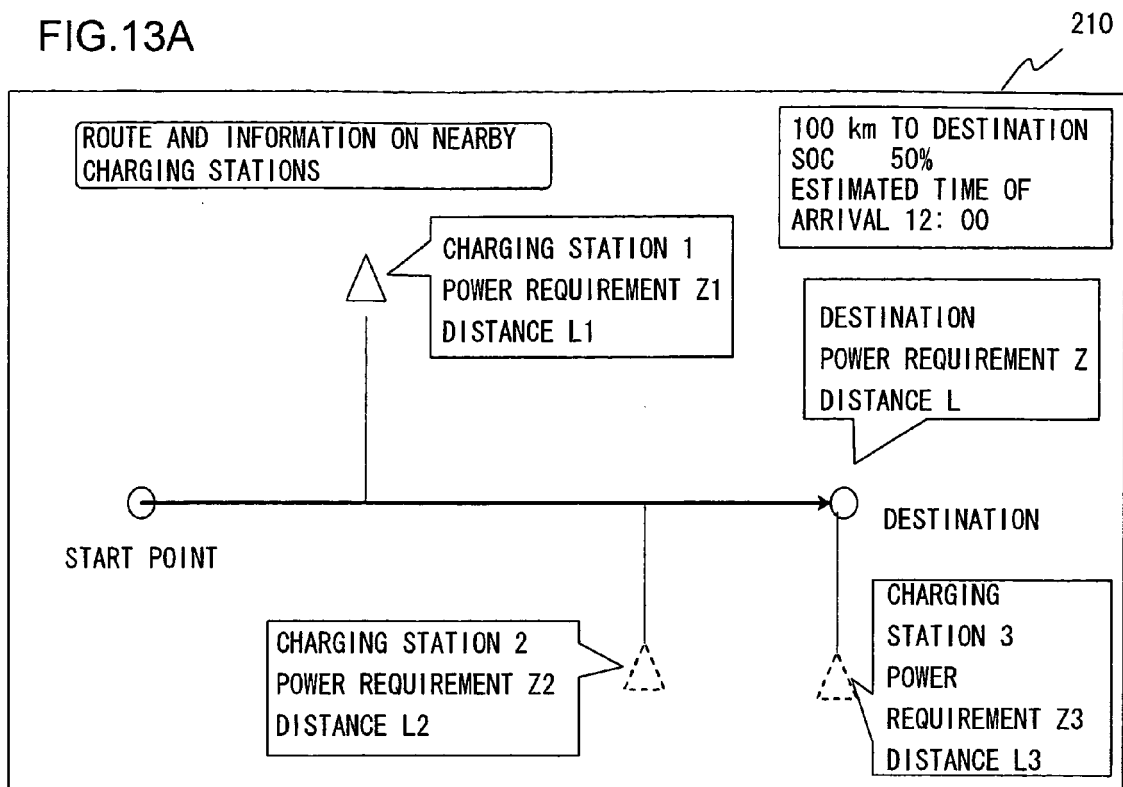 FIG.13A
210
ROUTE AND INFORMATION ON NEARBY
CHARGING STATIONS
100 km TO DESTINATION
SOC 50%
ESTIMATED TIME OF
ARRIVAL 12: 00
CHARGING STATION 1
POWER REQUIREMENT Z1
DISTANCE L1
DESTINATION
POWER REQUIREMENT Z
DISTANCE L
START POINT
DESTINATION
CHARGING STATION 2
POWER REQUIREMENT Z2
DISTANCE L2
CHARGING
STATION 3
POWER
REQUIREMENT Z3
DISTANCE L3